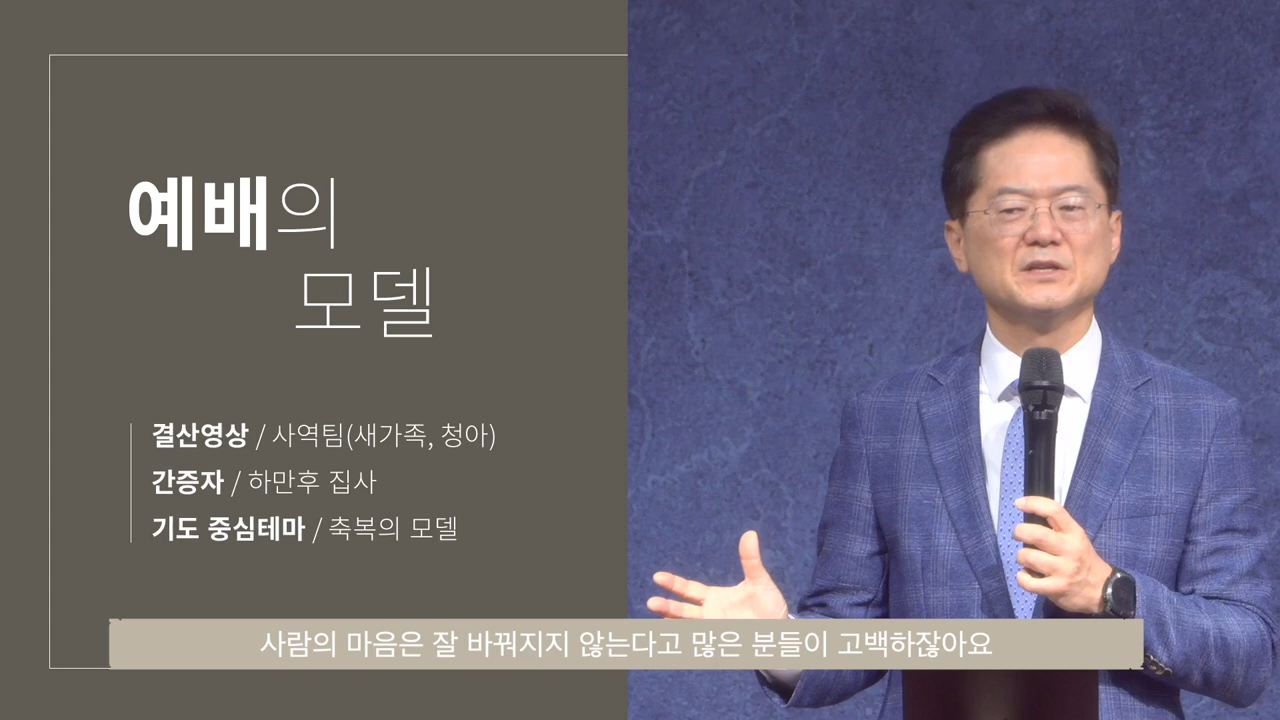 예배의
모델
결산영상 / 사역팀(새가족, 청아)
간증자 / 하만후 집사
기도 중심테마 / 축복의 모델
사람의 마음은 잘 바꿔지지 않는다고 많은 분들이 고백하잖아요